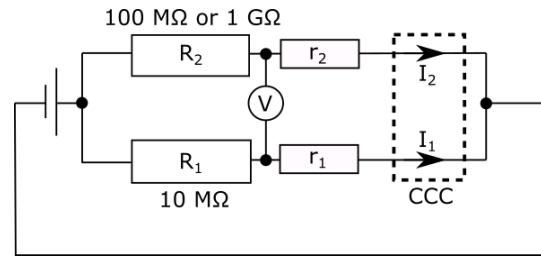 100 MΩ or 1 GΩ
R₂
r₂
I₂
V
R₁
r₁
I₁
10 MΩ
CCC